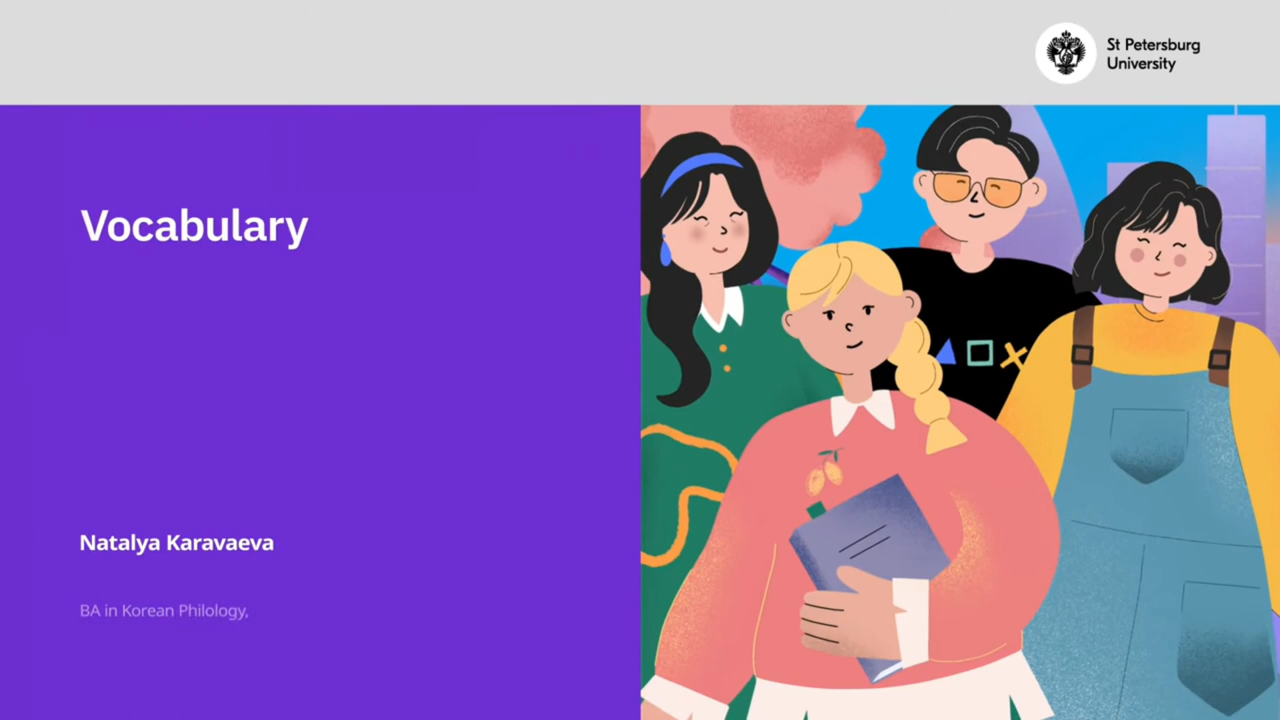 St Petersburg
University
Vocabulary
Natalya Karavaeva
BA in Korean Philology,